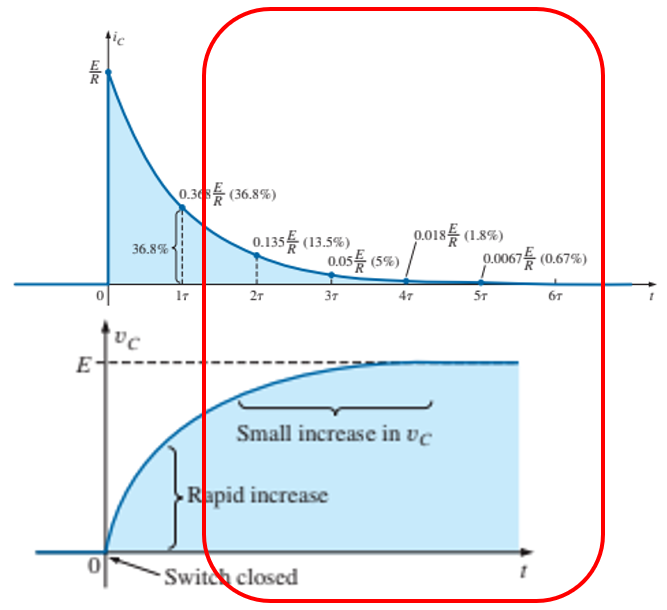 i_C
E/R
0.368 E/R (36.8%)
36.8%
0.135 E/R (13.5%)
0.05 E/R (5%)
0.018 E/R (1.8%)
0.0067 E/R (0.67%)
0 1τ 2τ 3τ 4τ 5τ 6τ t
v_C
E
Small increase in v_C
Rapid increase
0 t
Switch closed